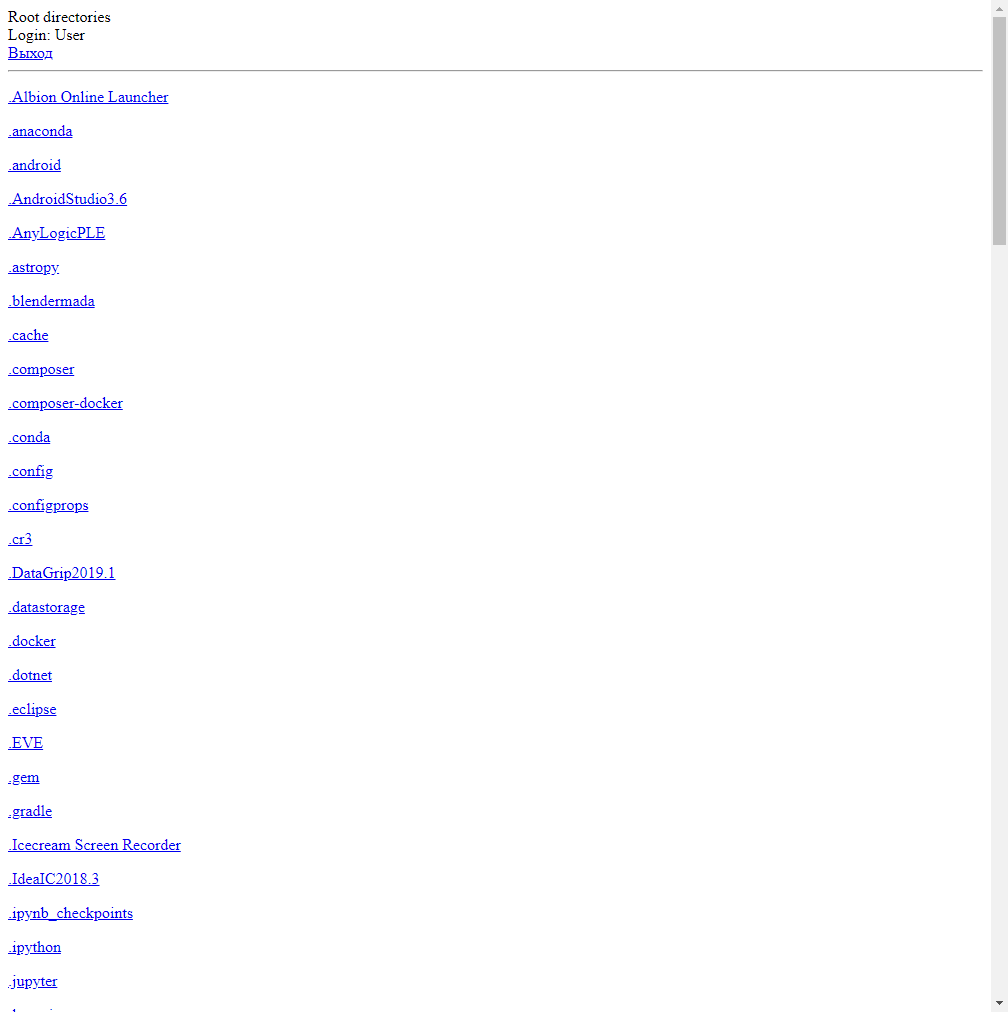 Root directories
Login: User
Выход
.Albion Online Launcher
.anaconda
.android
.AndroidStudio3.6
.AnyLogicPLE
.astropy
.blendermada
.cache
.composer
.composer-docker
.conda
.config
.configprops
.cr3
.DataGrip2019.1
.datastorage
.docker
.dotnet
.eclipse
.EVE
.gem
.gradle
.Icecream Screen Recorder
.IdeaIC2018.3
.ipynb_checkpoints
.ipython
.jupyter